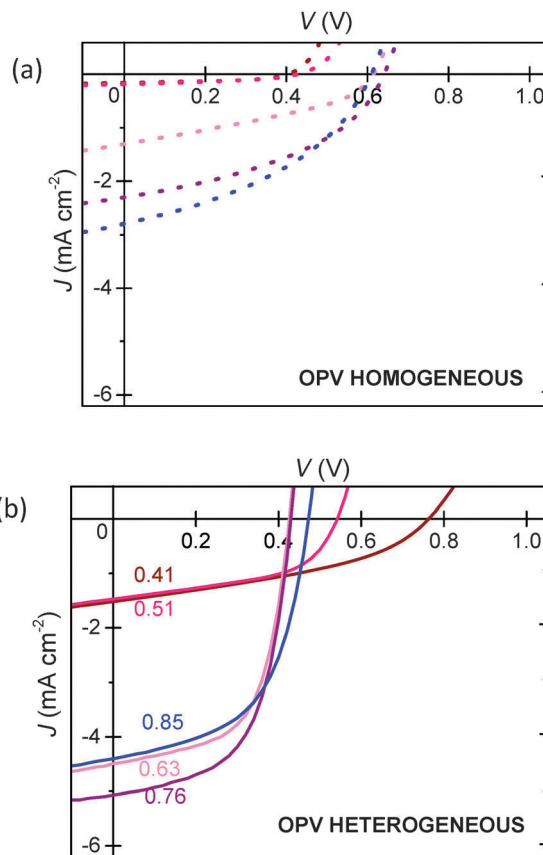 V (V)
(a)
0 0.2 0.4 0.6 0.8 1.0
-2
-4
-6
J (mA cm-2)
OPV HOMOGENEOUS
V (V)
(b)
0 0.2 0.4 0.6 0.8 1.0
0.41
0.51
-2
J (mA cm-2)
0.85
-4
0.63
0.76
-6
OPV HETEROGENEOUS